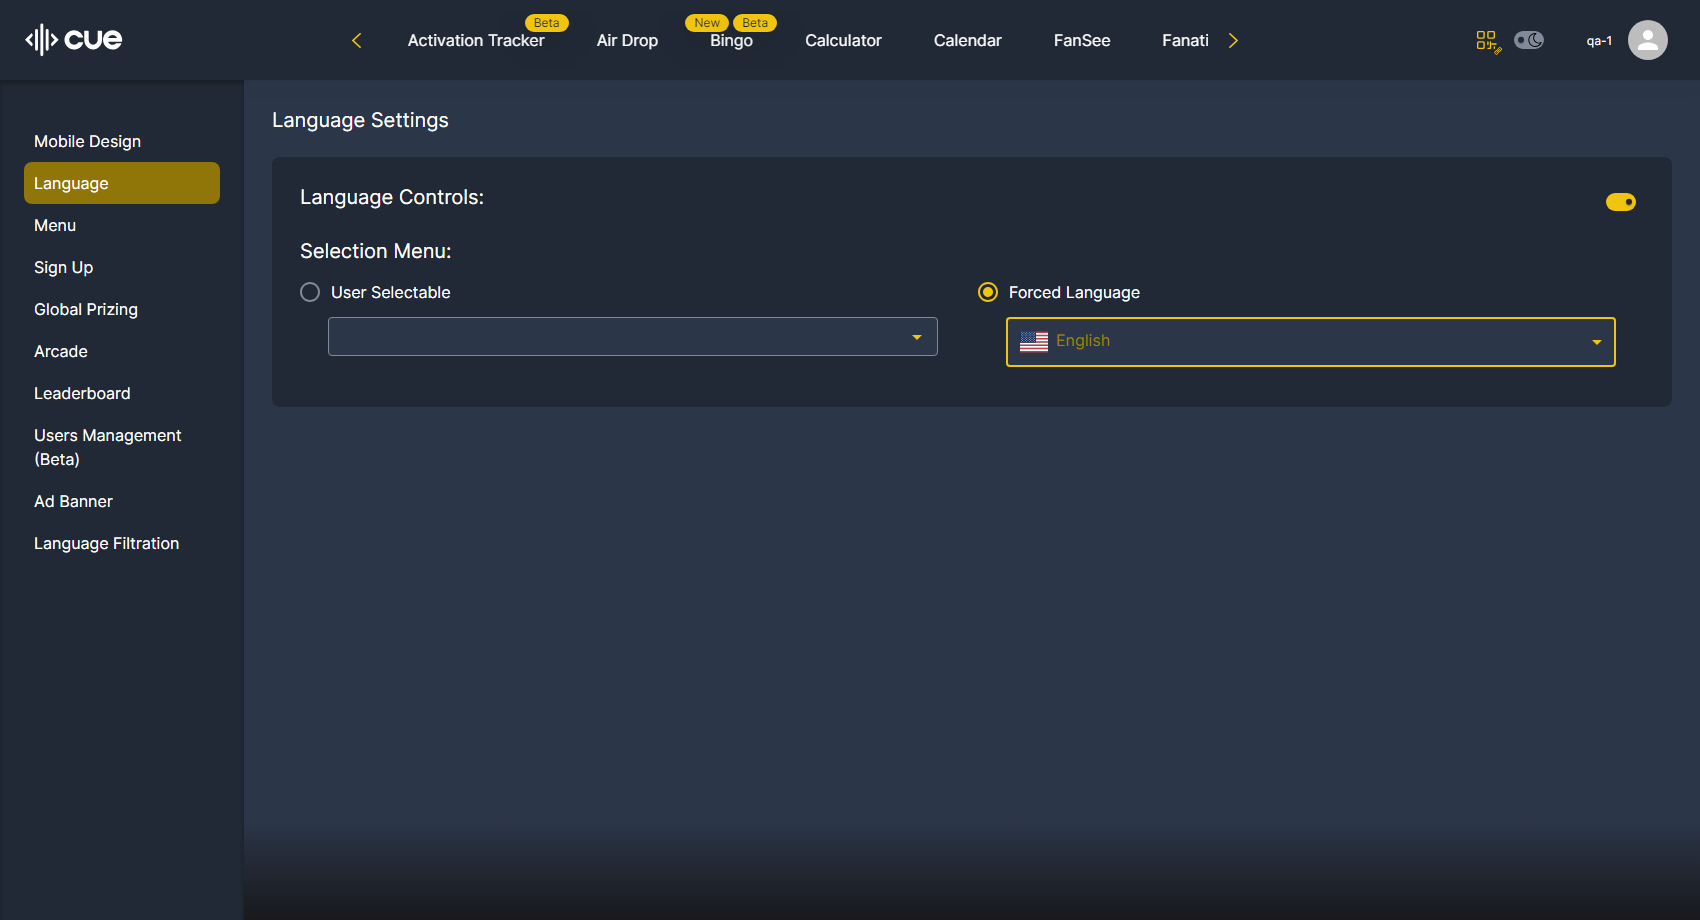 cue
Beta
New Beta
Activation Tracker Air Drop Bingo Calculator Calendar FanSee Fanati
qa-1
Mobile Design
Language
Menu
Sign Up
Global Prizing
Arcade
Leaderboard
Users Management
(Beta)
Ad Banner
Language Filtration
Language Settings
Language Controls:
Selection Menu:
User Selectable
Forced Language
English